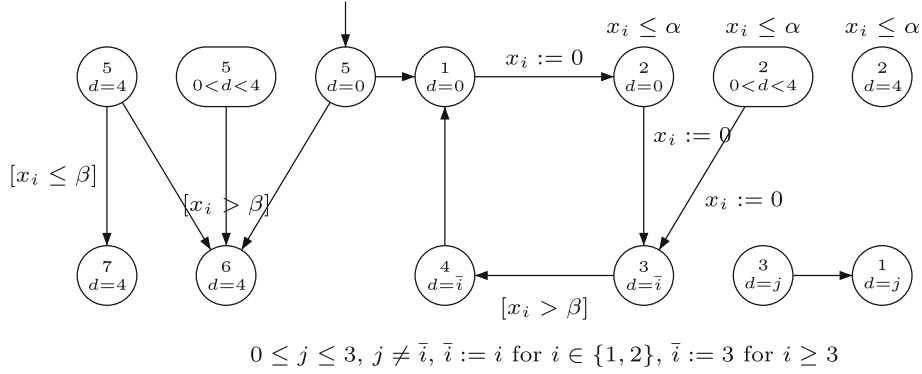 x_i ≤ α x_i ≤ α x_i ≤ α
5 5 5 1 x_i := 0 2 2 2
d=4 0<d<4 d=0 d=0 d=0 0<d<4 d=4
x_i := 0
[x_i ≤ β]
[x_i > β] x_i := 0
7 6 4 3 3 1
d=4 d=4 d=i̅ d=i̅ d=j d=j
[x_i > β]
0 ≤ j ≤ 3, j ≠ i̅, i̅ := i for i ∈ {1, 2}, i̅ := 3 for i ≥ 3